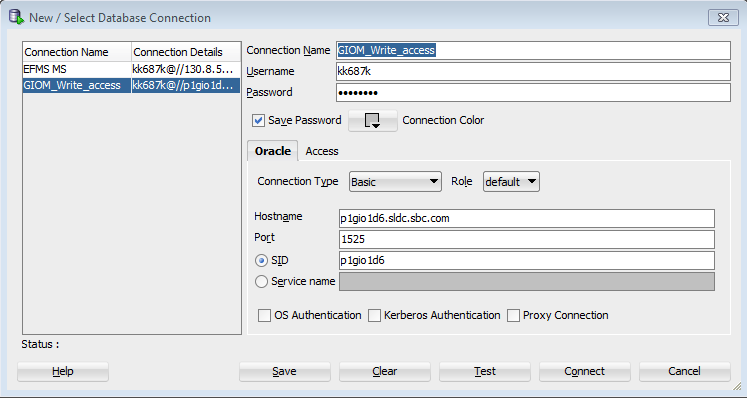 New / Select Database Connection
Connection Name Connection Details
EFMS MS kk687k@//130.8.5...
GIOM_Write_access kk687k@//p1gio1d...
Connection Name GIOM_Write_access
Username kk687k
Password ••••••••
Save Password Connection Color
Oracle Access
Connection Type Basic Role default
Hostname p1gio1d6.sldc.sbc.com
Port 1525
SID p1gio1d6
Service name
OS Authentication Kerberos Authentication Proxy Connection
Status :
Help Save Clear Test Connect Cancel